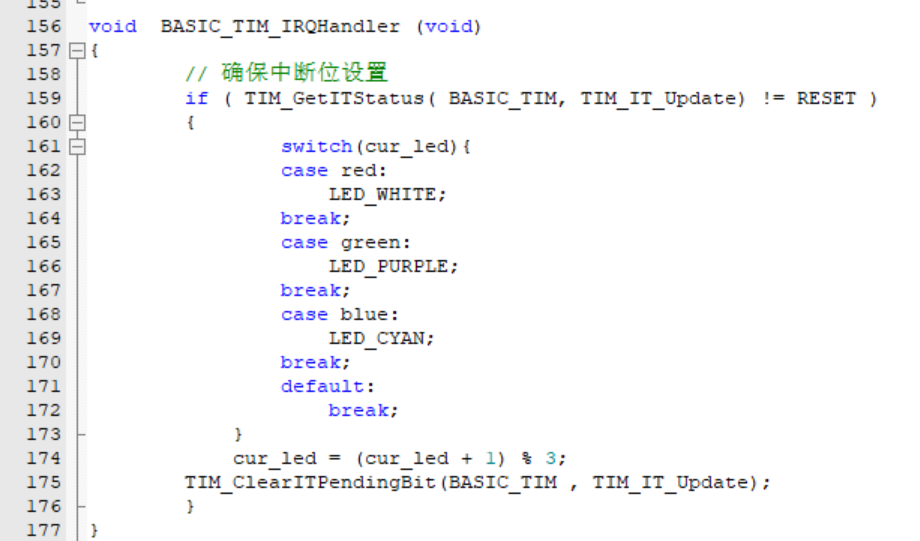 155
156 void  BASIC_TIM_IRQHandler (void)
157 {
158         // 确保中断位设置
159         if ( TIM_GetITStatus( BASIC_TIM, TIM_IT_Update) != RESET )
160         {
161                 switch(cur_led){
162                 case red:
163                     LED_WHITE;
164                 break;
165                 case green:
166                     LED_PURPLE;
167                 break;
168                 case blue:
169                     LED_CYAN;
170                 break;
171                 default:
172                     break;
173             }
174             cur_led = (cur_led + 1) % 3;
175         TIM_ClearITPendingBit(BASIC_TIM , TIM_IT_Update);
176         }
177 }